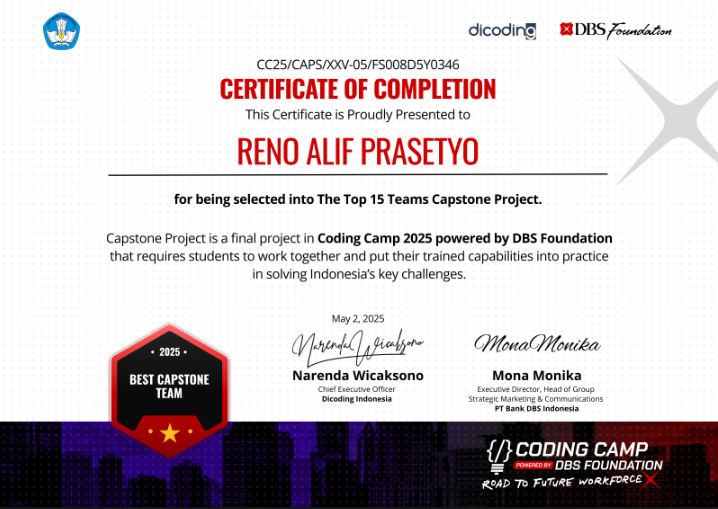 dicoding
DBS Foundation
CC25/CAPS/XXV-05/FS008D5Y0346
CERTIFICATE OF COMPLETION
This Certificate is Proudly Presented to
RENO ALIF PRASETYO
for being selected into The Top 15 Teams Capstone Project.
Capstone Project is a final project in Coding Camp 2025 powered by DBS Foundation
that requires students to work together and put their trained capabilities into practice
in solving Indonesia's key challenges.
May 2, 2025
Narenda Wicaksono
MonaMonika
Narenda Wicaksono
Chief Executive Officer
Dicoding Indonesia
Mona Monika
Executive Director, Head of Group
Strategic Marketing & Communications
PT Bank DBS Indonesia
• 2025 •
BEST CAPSTONE
TEAM
{/} CODING CAMP
POWERED BY DBS FOUNDATION
ROAD TO FUTURE WORKFORCE